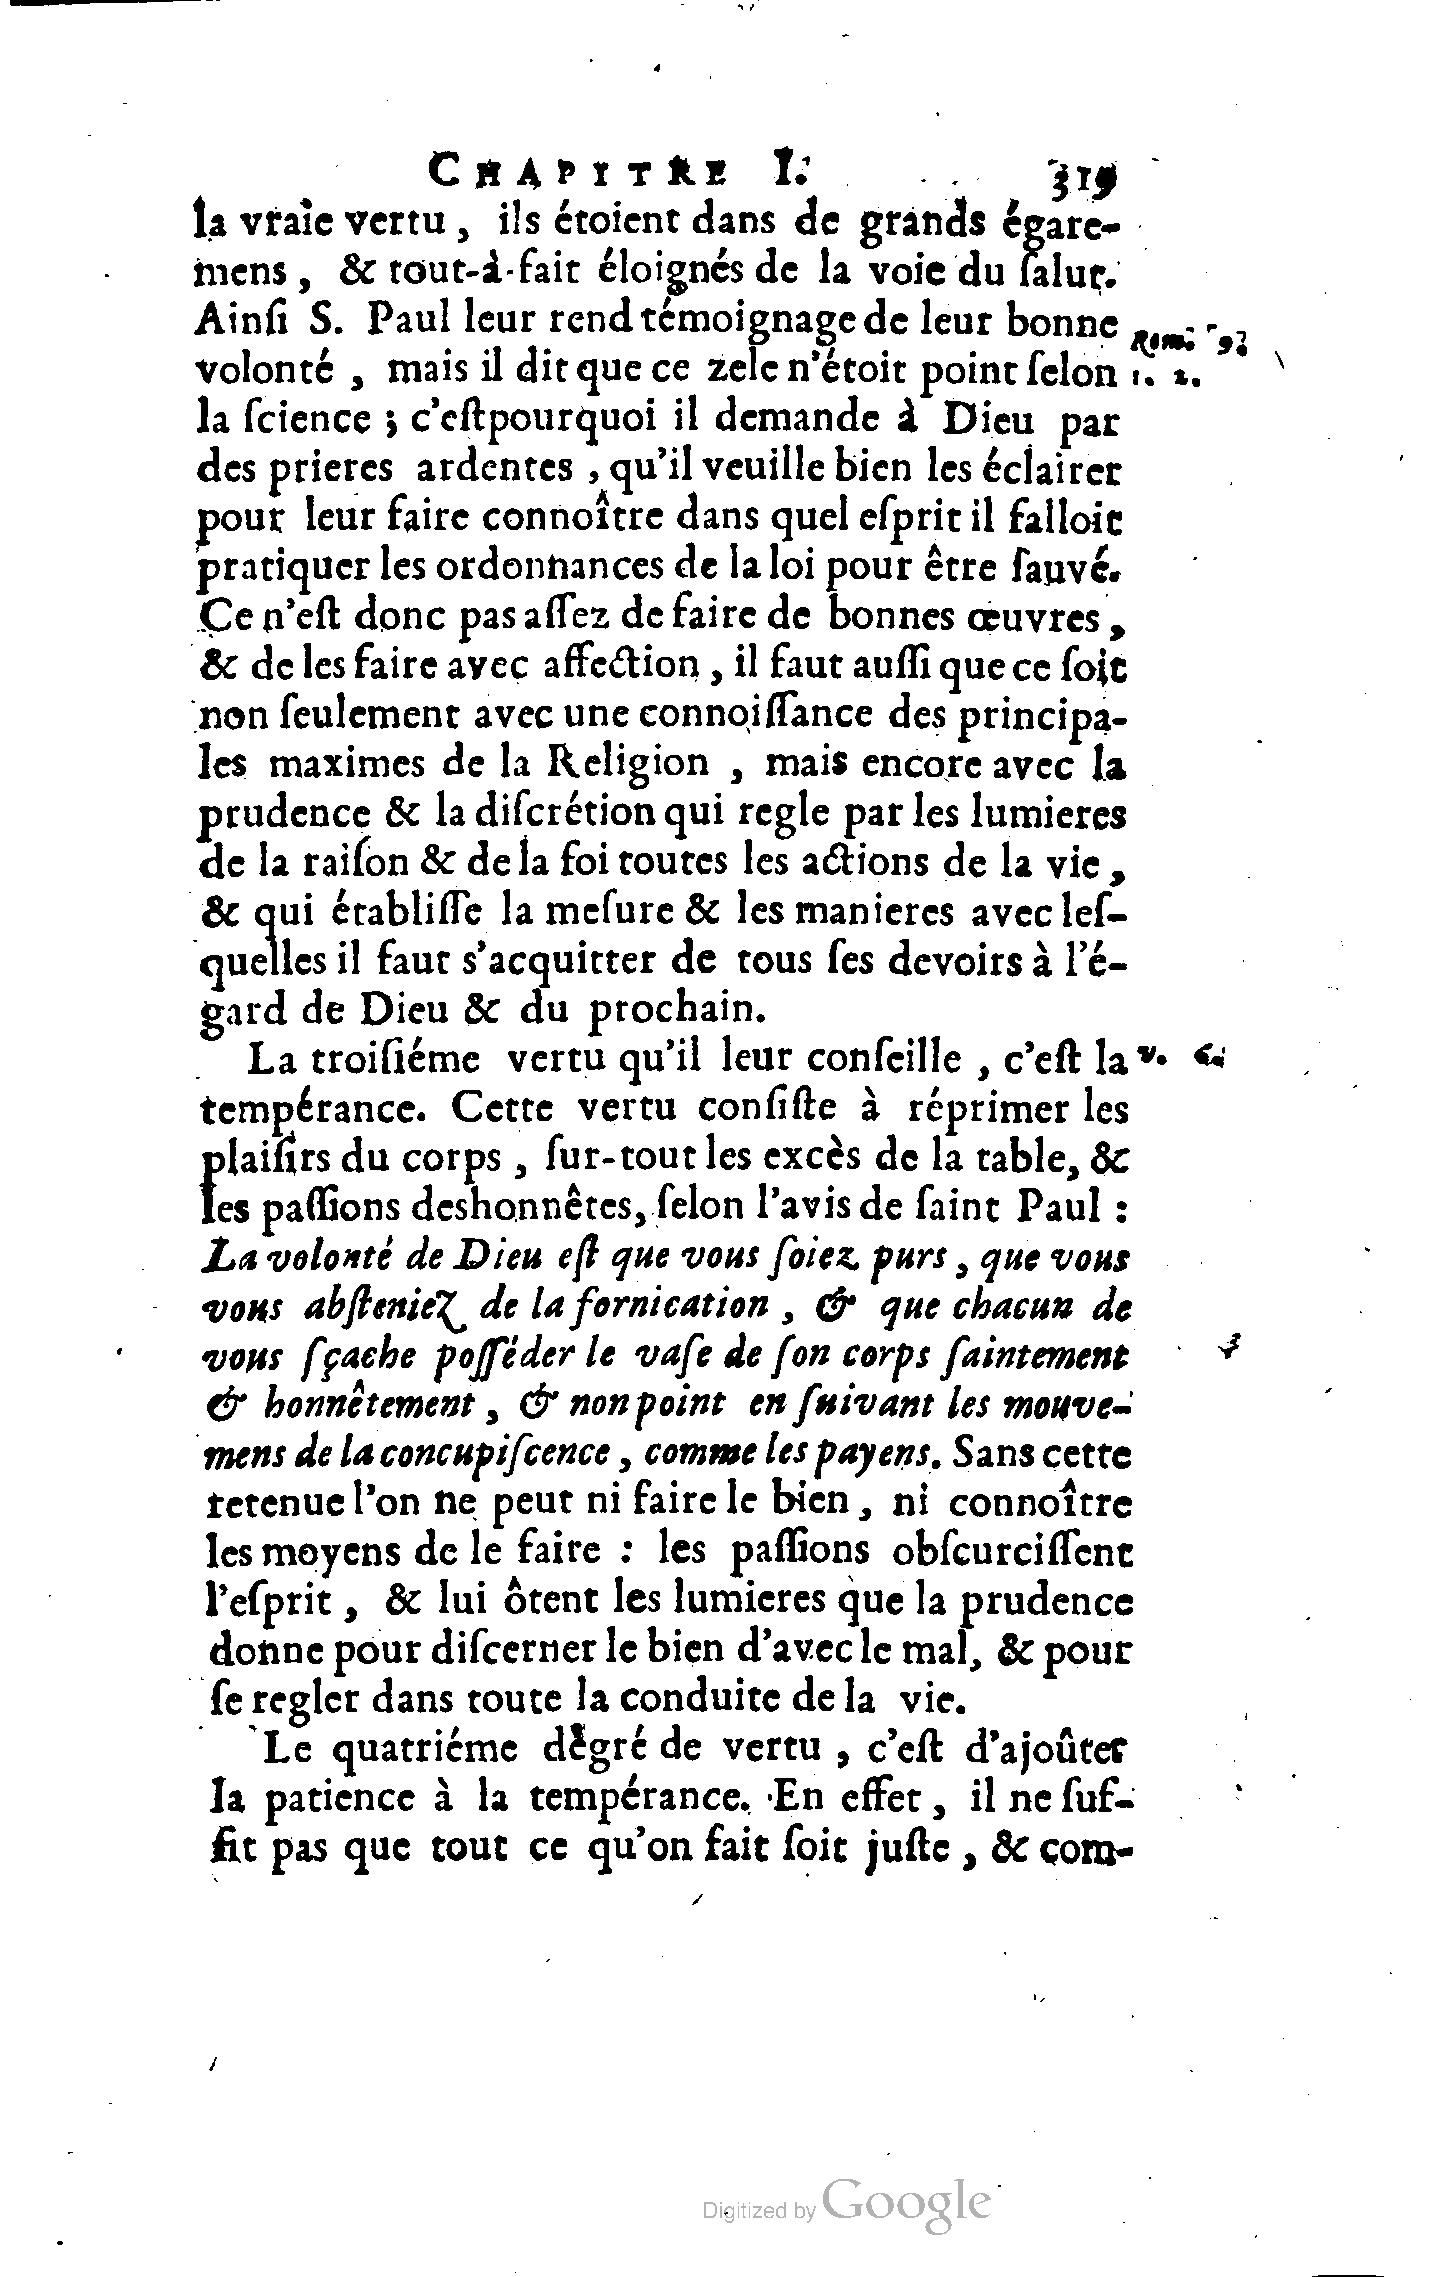 CHAPITRE I. 319
la vraie vertu, ils étoient dans de grands égare-
mens, & tout-à-fait éloignés de la voie du ſalut.
Ainſi S. Paul leur rend témoignage de leur bonne Rom. 9.
volonté, mais il dit que ce zele n'étoit point ſelon 1. 2.
la ſcience; c'eſtpourquoi il demande à Dieu par
des prieres ardentes, qu'il veuille bien les éclairer
pour leur faire connoître dans quel eſprit il falloit
pratiquer les ordonnances de la loi pour être ſauvé.
Ce n'eſt donc pas aſſez de faire de bonnes œuvres,
& de les faire avec affection, il faut auſſi que ce ſoit
non ſeulement avec une connoiſſance des principa-
les maximes de la Religion, mais encore avec la
prudence & la diſcrétion qui regle par les lumieres
de la raiſon & de la foi toutes les actions de la vie,
& qui établiſſe la meſure & les manieres avec leſ-
quelles il faut s'acquitter de tous ſes devoirs à l'é-
gard de Dieu & du prochain.
La troiſiéme vertu qu'il leur conſeille, c'eſt la v. 6.
tempérance. Cette vertu conſiſte à réprimer les
plaiſirs du corps, ſur-tout les excès de la table, &
les paſſions deshonnêtes, ſelon l'avis de ſaint Paul :
La volonté de Dieu eſt que vous ſoiez purs, que vous
vous abſteniez de la fornication, & que chacun de
vous ſçache poſſéder le vaſe de ſon corps ſaintement
& honnêtement, & non point en ſuivant les mouve-
mens de la concupiſcence, comme les payens. Sans cette
retenue l'on ne peut ni faire le bien, ni connoître
les moyens de le faire : les paſſions obſcurciſſent
l'eſprit, & lui ôtent les lumieres que la prudence
donne pour diſcerner le bien d'avec le mal, & pour
ſe regler dans toute la conduite de la vie.
Le quatriéme dégré de vertu, c'eſt d'ajoûter
la patience à la tempérance. En effet, il ne ſuf-
fit pas que tout ce qu'on fait ſoit juſte, & com-
Digitized by Google